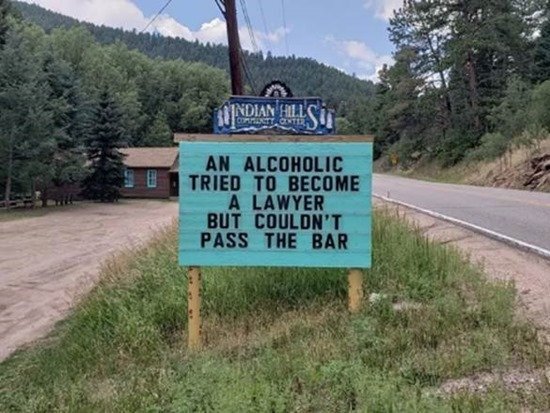 INDIAN HILLS
COMMUNITY CENTER
AN ALCOHOLIC
TRIED TO BECOME
A LAWYER
BUT COULDN'T
PASS THE BAR